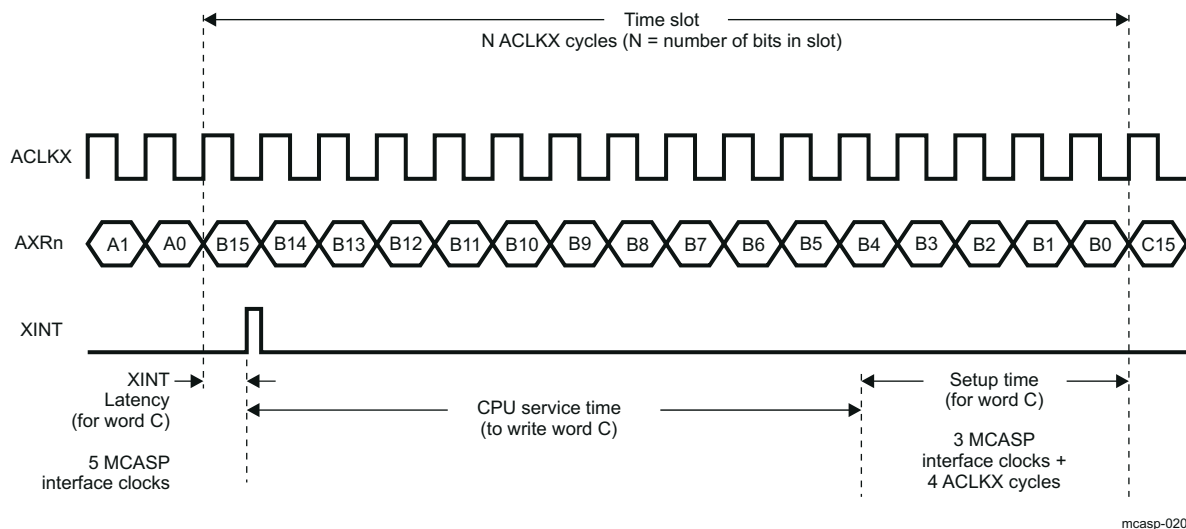 Time slot
N ACLKX cycles (N = number of bits in slot)
ACLKX
AXRn
A1 A0 B15 B14 B13 B12 B11 B10 B9 B8 B7 B6 B5 B4 B3 B2 B1 B0 C15
XINT
XINT
Latency
(for word C)
5 MCASP
interface clocks
CPU service time
(to write word C)
Setup time
(for word C)
3 MCASP
interface clocks +
4 ACLKX cycles
mcasp-020